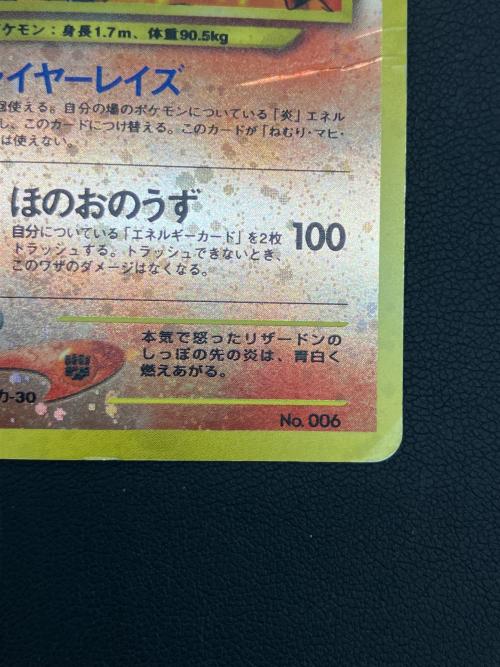 ケモン：身長1.7m、体重90.5kg
イヤーレイズ
使える。自分の場のポケモンについている「炎」エネル
し、このカードにつけ替える。このカードが「ねむり・マヒ・
は使えない。
ほのおのうず 100
自分についている「エネルギーカード」を2枚
トラッシュする。トラッシュできないとき、
このワザのダメージはなくなる。
本気で怒ったリザードンの
しっぽの先の炎は、青白く
燃えあがる。
力-30
No. 006